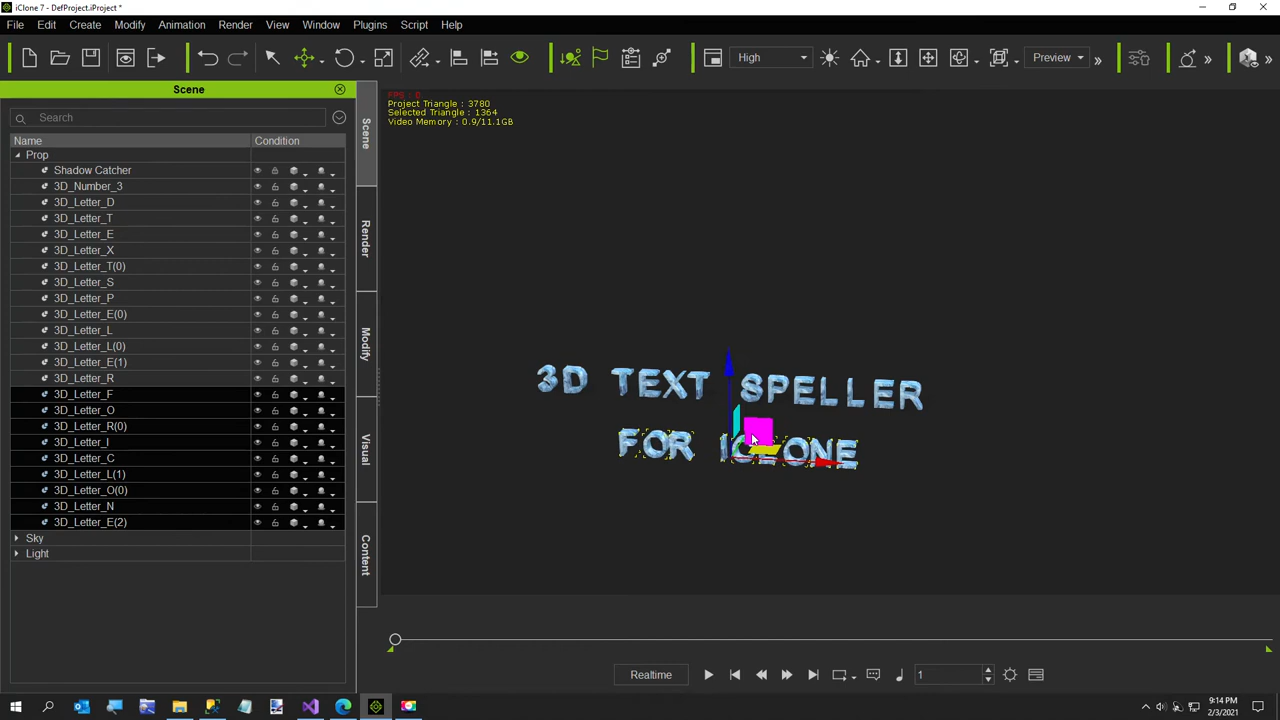 iClone 7 - DefProject.iProject *
File Edit Create Modify Animation Render View Window Plugins Script Help
High Preview
Scene
Search
Name Condition
Prop
Shadow Catcher
3D_Number_3
3D_Letter_D
3D_Letter_T
3D_Letter_E
3D_Letter_X
3D_Letter_T(0)
3D_Letter_S
3D_Letter_P
3D_Letter_E(0)
3D_Letter_L
3D_Letter_L(0)
3D_Letter_E(1)
3D_Letter_R
3D_Letter_F
3D_Letter_O
3D_Letter_R(0)
3D_Letter_I
3D_Letter_C
3D_Letter_L(1)
3D_Letter_O(0)
3D_Letter_N
3D_Letter_E(2)
Sky
Light
Scene
Render
Modify
Visual
Content
FPS : 0
Project Triangle : 3780
Selected Triangle : 1364
Video Memory : 0.9/11.1GB
3D TEXT SPELLER
FOR ICLONE
Realtime
1
9:14 PM
2/3/2021